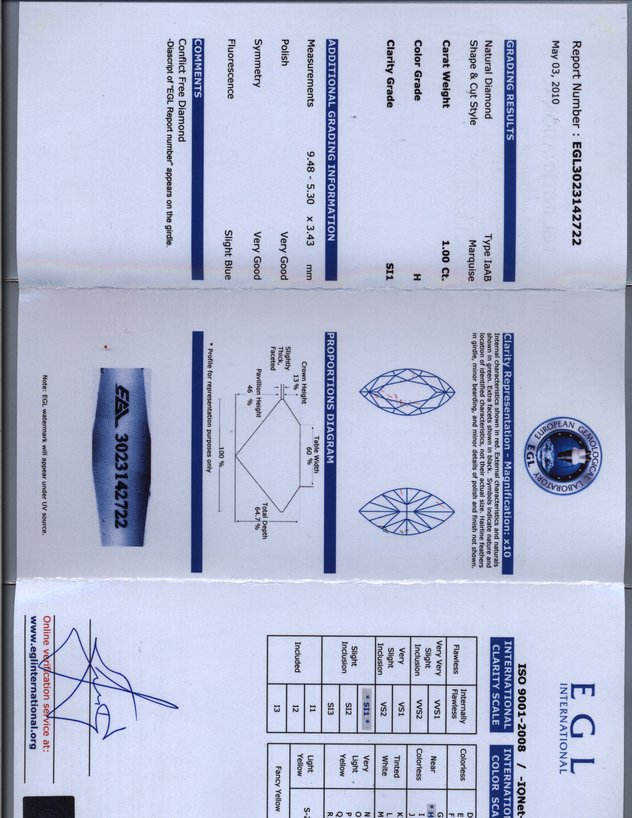 Report Number : EGL3023142722
May 03, 2010
GRADING RESULTS
Natural Diamond Type IaAB
Shape & Cut Style Marquise
Carat Weight 1.00 Ct.
Color Grade H
Clarity Grade SI1
ADDITIONAL GRADING INFORMATION
Measurements 9.48 - 5.30 x 3.43 mm
Polish Very Good
Symmetry Very Good
Fluorescence Slight Blue
COMMENTS
Conflict Free Diamond
-Diascript of "EGL Report number" appears on the girdle.
EUROPEAN GEMOLOGICAL LABORATORY
EGL
Clarity Representation - Magnification: x10
Internal characteristics shown in red. External characteristics and naturals
shown in green. Extra facets shown in black. Symbols indicate nature and
location of identified characteristics, not their actual size. Hairline feathers
in girdle, minor bearding, and minor details of polish and finish not shown.
PROPORTIONS DIAGRAM
Table Width
60 %
Crown Height
13 %
Slightly
Thick,
Faceted
Pavillion Height
46 %
Total Depth
64.7 %
100 %
* Profile for representation purposes only
EGL 3023142722
Note: EGL watermark will appear under UV source.
EGL
INTERNATIONAL
ISO 9001-2008 / -IQNet-
INTERNATIONAL
CLARITY SCALE
Flawless
Internally
Flawless
Very Very
Slight
Inclusion
VVS1
VVS2
Very
Slight
Inclusion
VS1
VS2
Slight
Inclusion
* SI1 *
SI2
SI3
Included
I1
I2
I3
INTERNATIO
COLOR SCA
Colorless
D
E
F
Near
Colorless
G
* H
I
J
Tinted
White
K
L
M
Very
Light
Yellow
N
O
P
Q
R
Light
Yellow
S-Z
Fancy Yellow
Online verification service at:
www.eglinternational.org